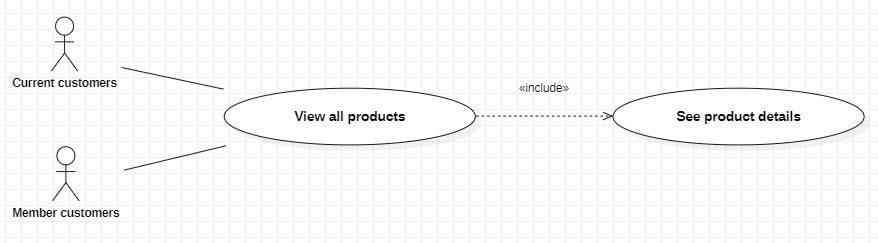 Current customers
«include»
View all products
See product details
Member customers